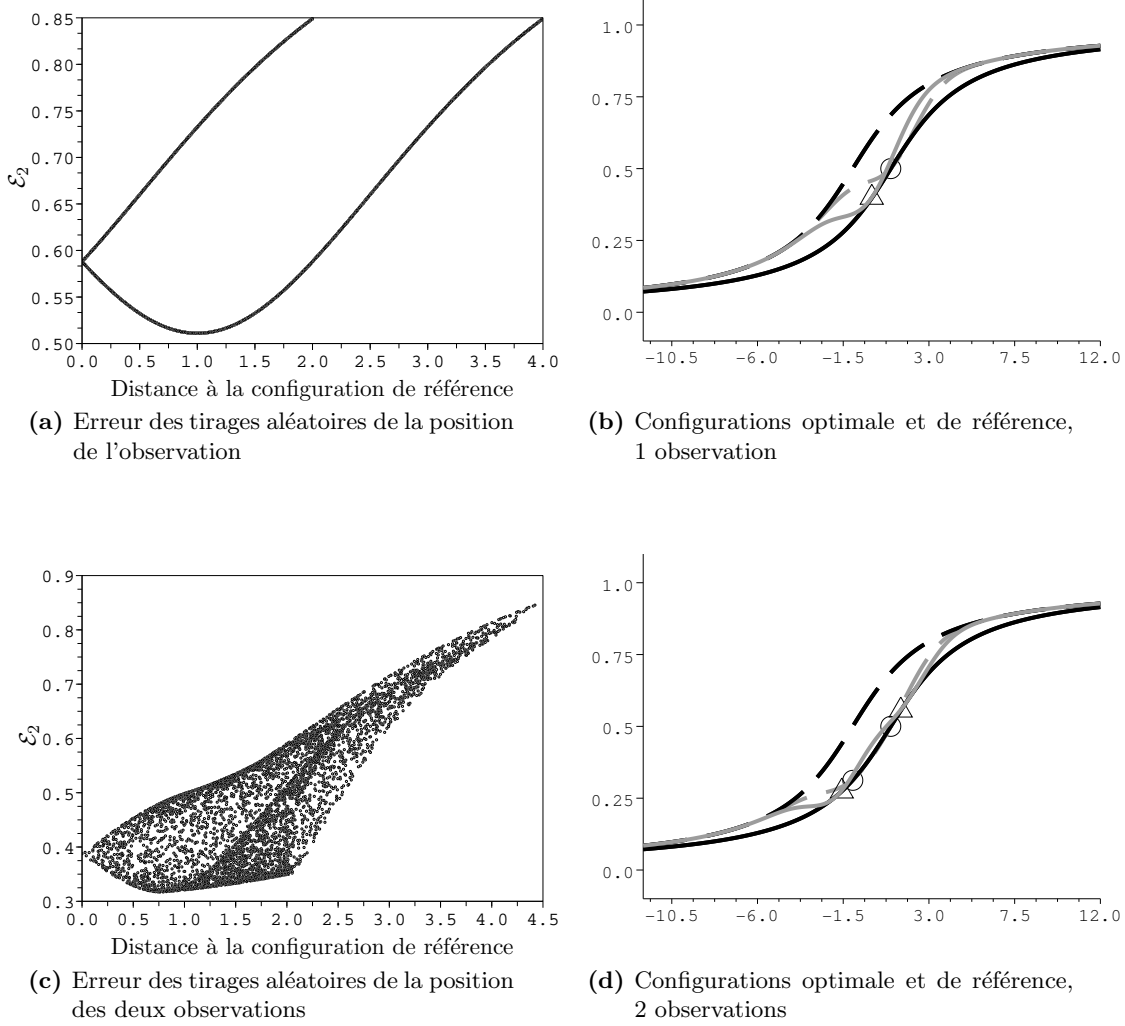 0.85
0.80
0.75
0.70
0.65
0.60
0.55
0.50
ℰ2
0.0 0.5 1.0 1.5 2.0 2.5 3.0 3.5 4.0
Distance à la configuration de référence
(a) Erreur des tirages aléatoires de la position
de l'observation
1.0
0.75
0.5
0.25
0.0
−10.5 −6.0 −1.5 3.0 7.5 12.0
(b) Configurations optimale et de référence,
1 observation
0.9
0.8
0.7
0.6
0.5
0.4
0.3
ℰ2
0.0 0.5 1.0 1.5 2.0 2.5 3.0 3.5 4.0 4.5
Distance à la configuration de référence
(c) Erreur des tirages aléatoires de la position
des deux observations
1.0
0.75
0.5
0.25
0.0
−10.5 −6.0 −1.5 3.0 7.5 12.0
(d) Configurations optimale et de référence,
2 observations